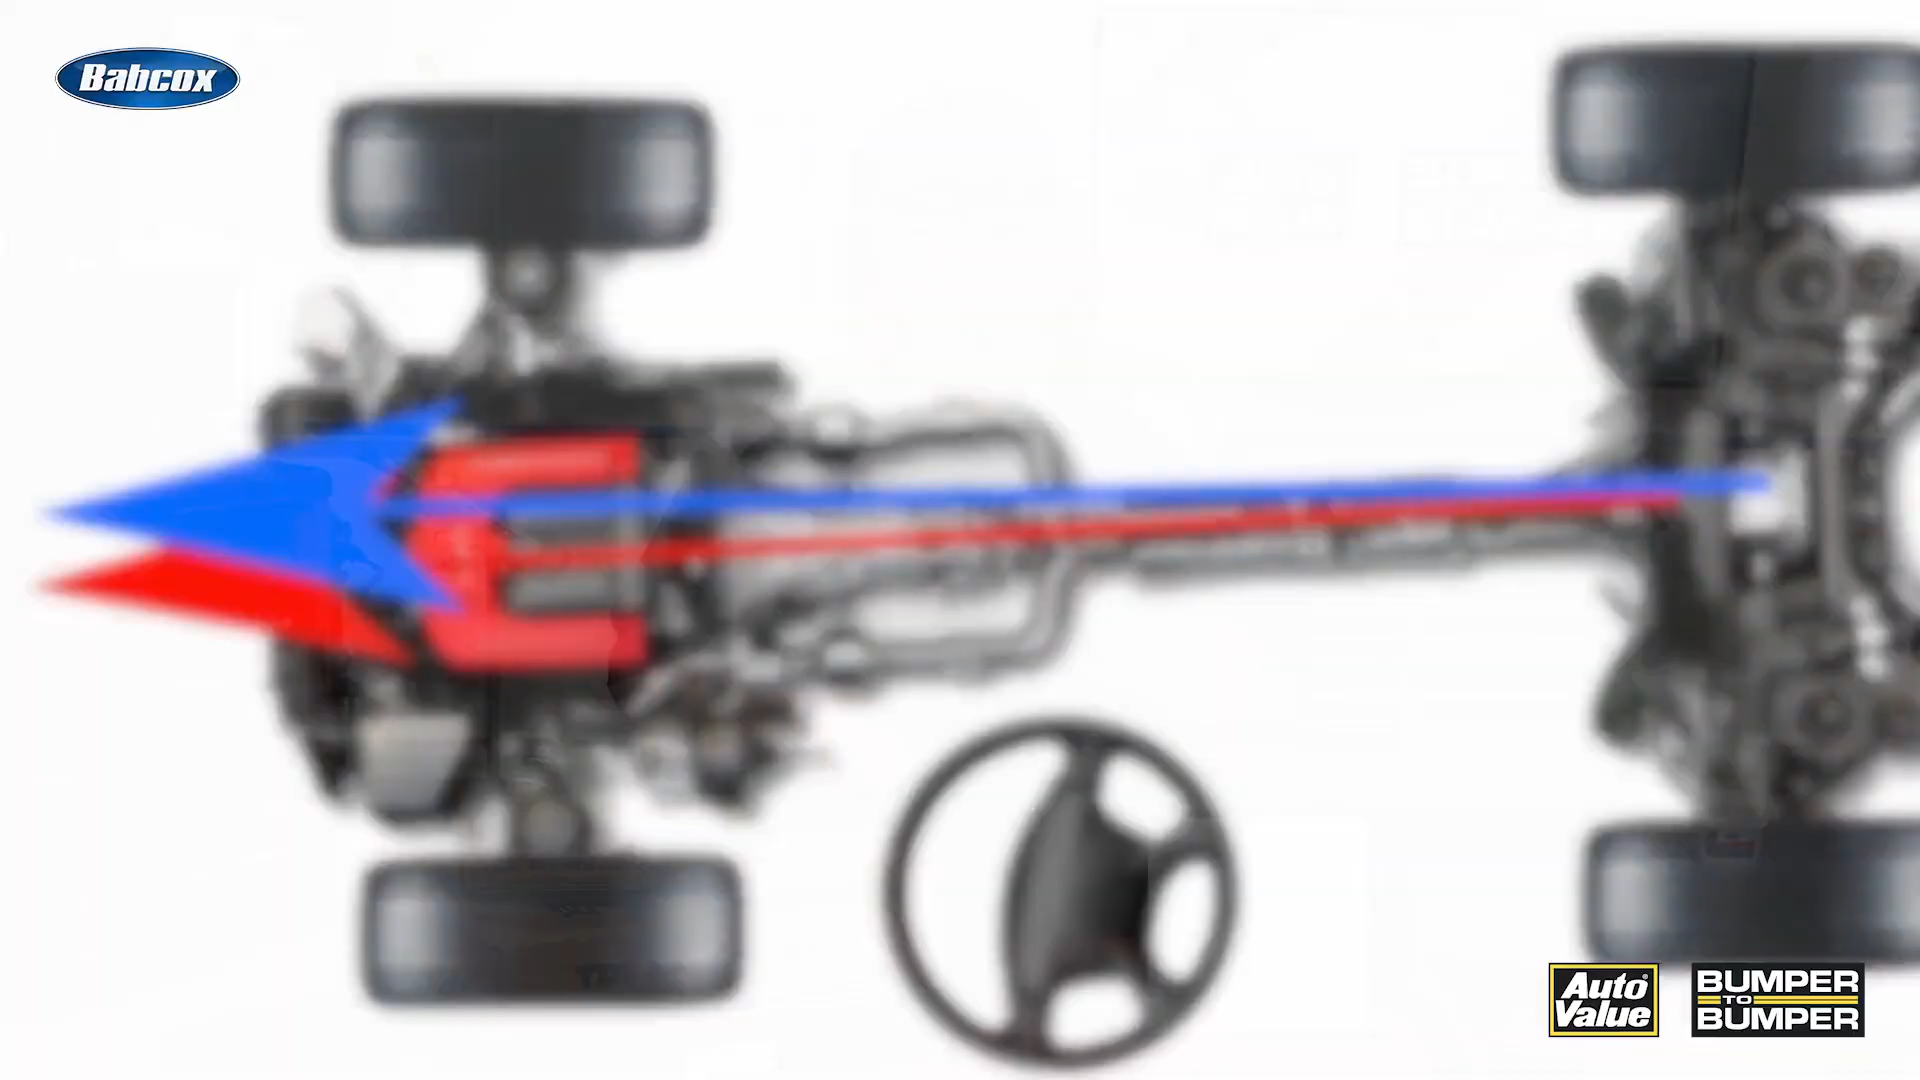 Babcox
Auto
Value
BUMPER
TO
BUMPER